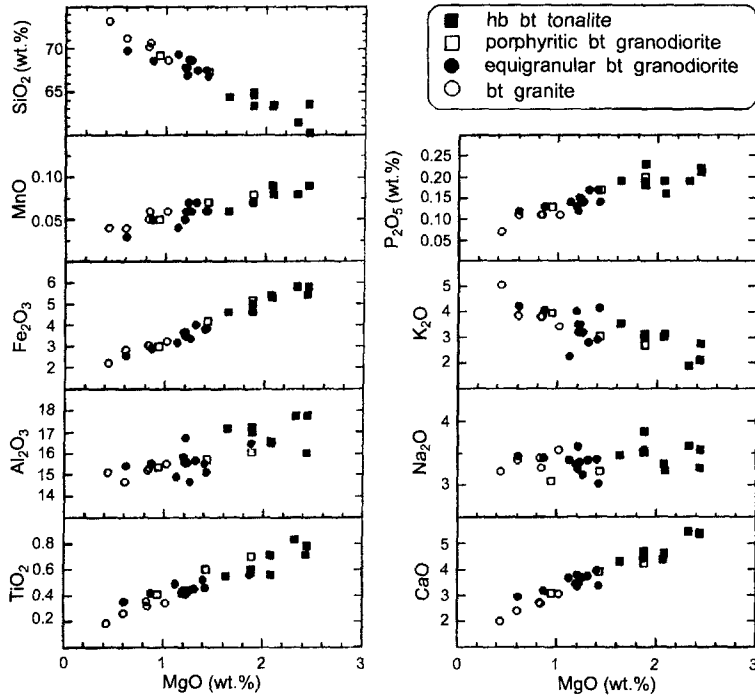 hb bt tonalite
porphyritic bt granodiorite
equigranular bt granodiorite
bt granite
SiO2 (wt.%)
70
65
MnO
0.10
0.05
Fe2O3
6
5
4
3
2
Al2O3
18
17
16
15
14
TiO2
0.8
0.6
0.4
0.2
0 1 2 3
MgO (wt.%)
P2O5 (wt.%)
0.25
0.20
0.15
0.10
0.05
K2O
5
4
3
2
Na2O
4
3
CaO
5
4
3
2
0 1 2 3
MgO (wt.%)